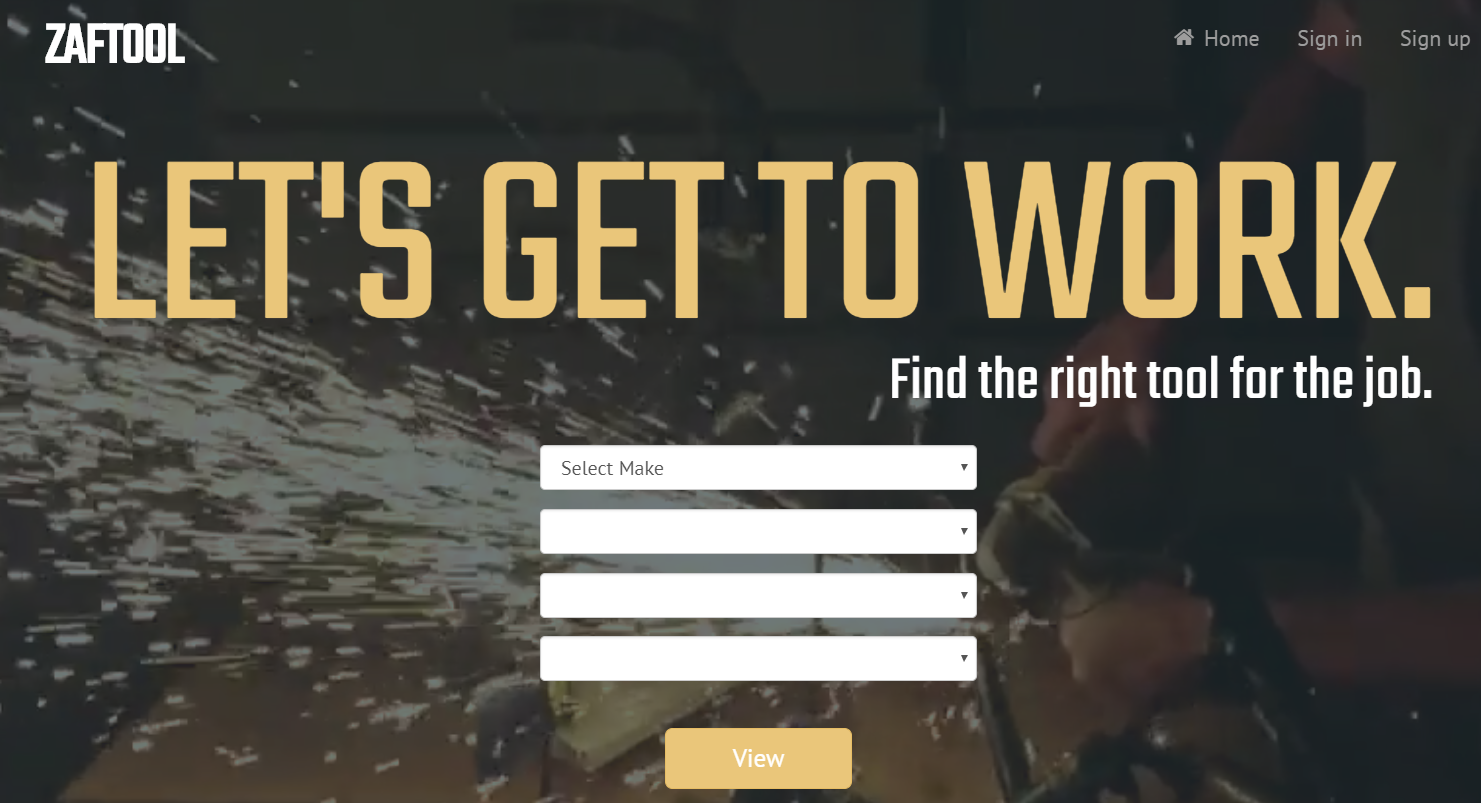 ZAFTOOL
Home Sign in Sign up
LET'S GET TO WORK.
Find the right tool for the job.
Select Make
View